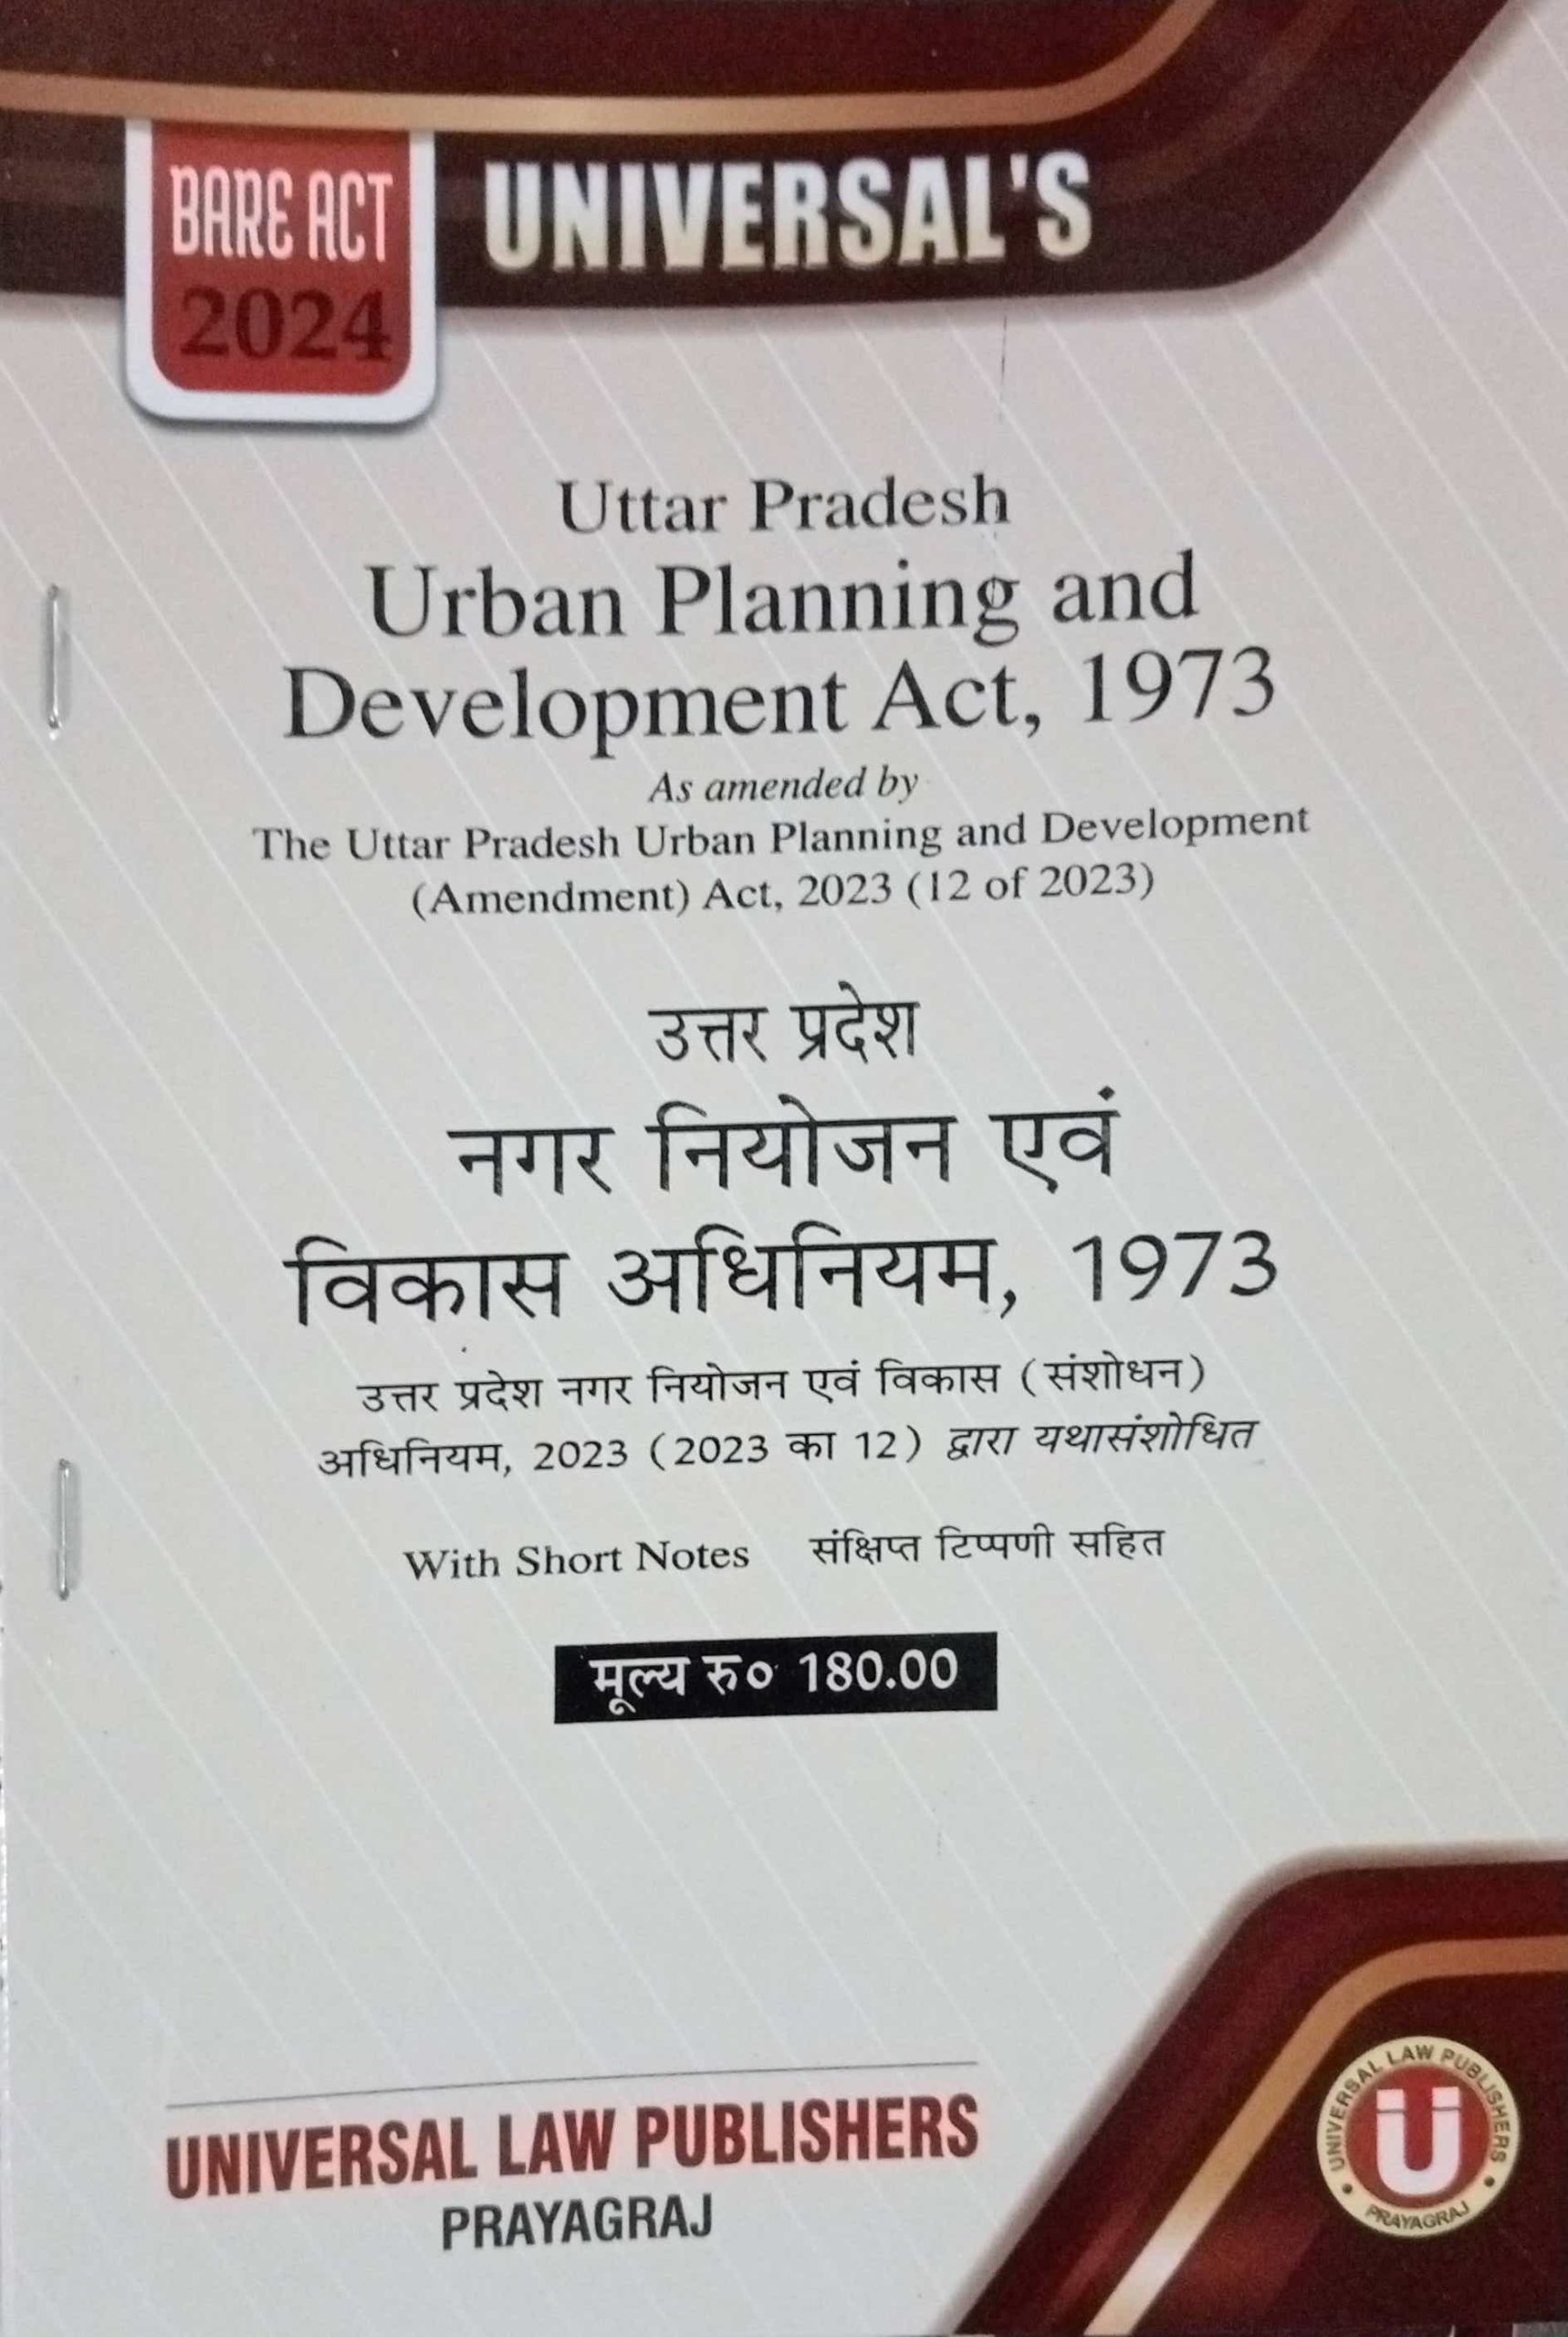 BARE ACT
2024
UNIVERSAL'S
Uttar Pradesh
Urban Planning and
Development Act, 1973
As amended by
The Uttar Pradesh Urban Planning and Development
(Amendment) Act, 2023 (12 of 2023)
उत्तर प्रदेश
नगर नियोजन एवं
विकास अधिनियम, 1973
उत्तर प्रदेश नगर नियोजन एवं विकास (संशोधन)
अधिनियम, 2023 (2023 का 12) द्वारा यथासंशोधित
With Short Notes संक्षिप्त टिप्पणी सहित
मूल्य रु० 180.00
UNIVERSAL LAW PUBLISHERS
PRAYAGRAJ
UNIVERSAL LAW PUBLISHERS
U
PRAYAGRAJ